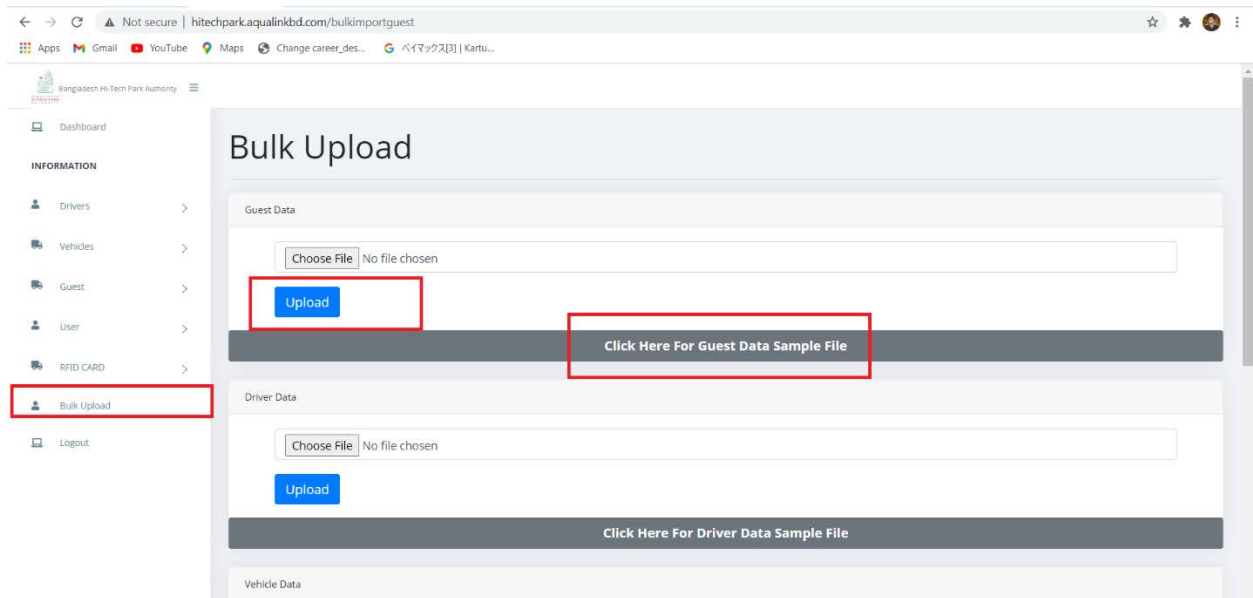 Not secure | hitechpark.aqualinkbd.com/bulkimportguest
Apps Gmail YouTube Maps Change career_des... ベイマックス[3] | Kartu...
Bangladesh Hi-Tech Park Authority
Dashboard
INFORMATION
Drivers
Vehicles
Guest
User
RFID CARD
Bulk Upload
Logout
Bulk Upload
Guest Data
Choose File No file chosen
Upload
Click Here For Guest Data Sample File
Driver Data
Choose File No file chosen
Upload
Click Here For Driver Data Sample File
Vehicle Data